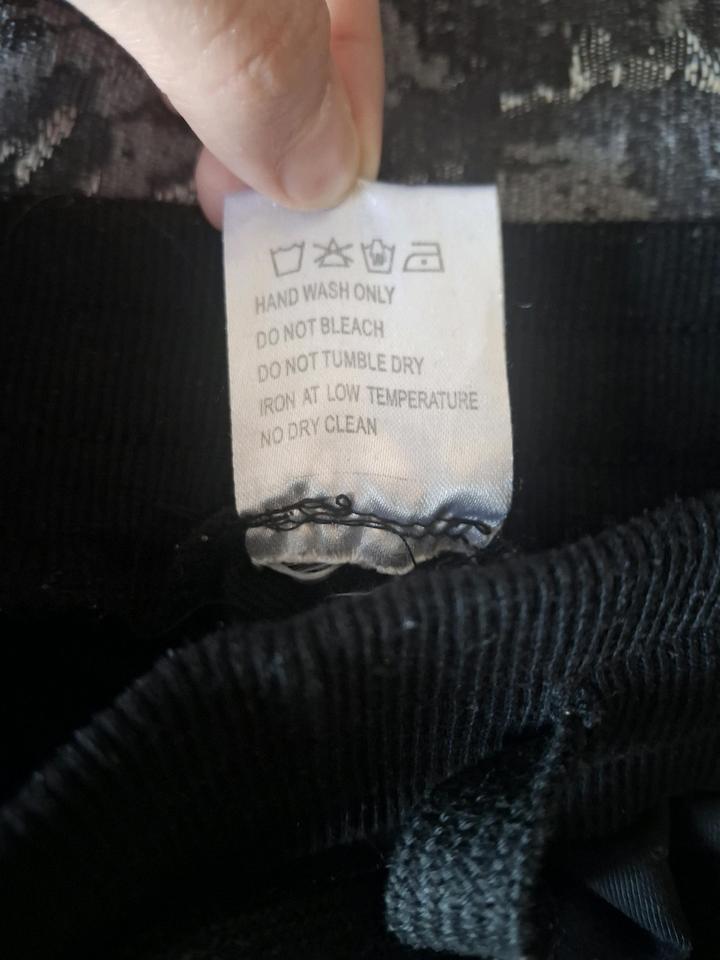 HAND WASH ONLY
DO NOT BLEACH
DO NOT TUMBLE DRY
IRON AT LOW TEMPERATURE
NO DRY CLEAN